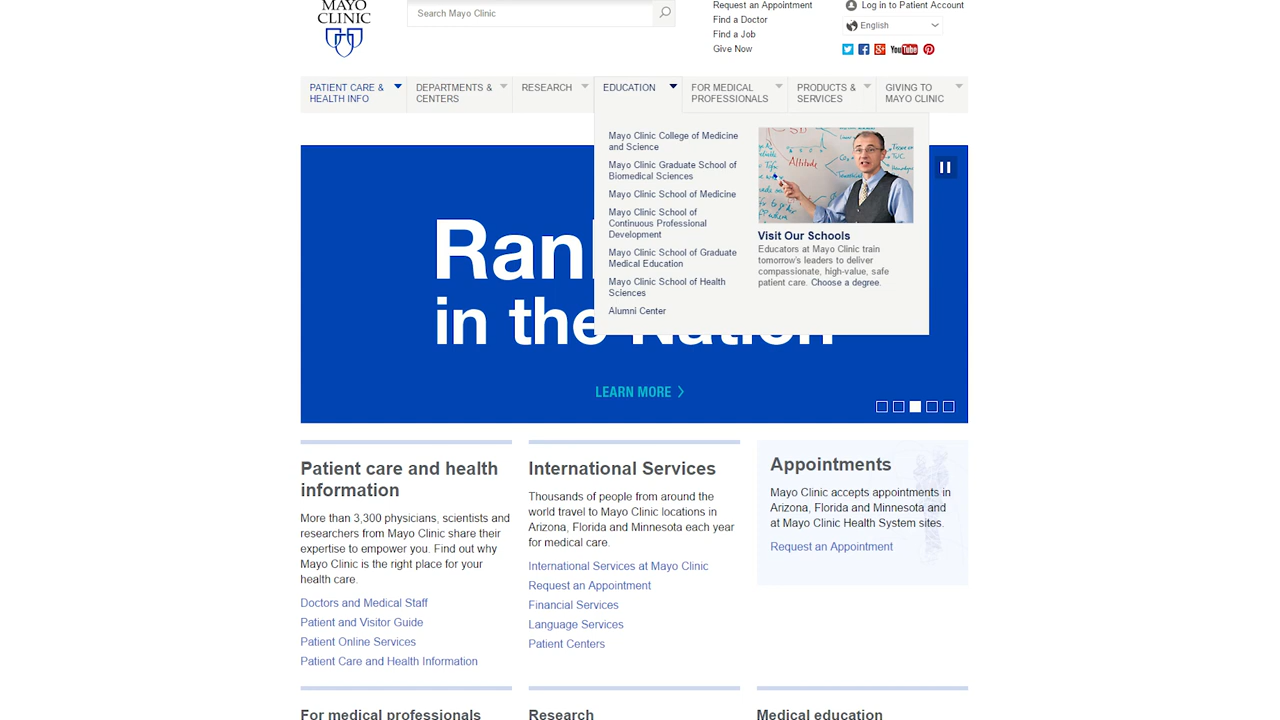 MAYO
CLINIC
Search Mayo Clinic
Request an Appointment
Find a Doctor
Find a Job
Give Now
Log in to Patient Account
English
You Tube
PATIENT CARE &
HEALTH INFO
DEPARTMENTS &
CENTERS
RESEARCH
EDUCATION
FOR MEDICAL
PROFESSIONALS
PRODUCTS &
SERVICES
GIVING TO
MAYO CLINIC
Mayo Clinic College of Medicine
and Science
Mayo Clinic Graduate School of
Biomedical Sciences
Mayo Clinic School of Medicine
Mayo Clinic School of
Continuous Professional
Development
Mayo Clinic School of Graduate
Medical Education
Mayo Clinic School of Health
Sciences
Alumni Center
Altitude
Visit Our Schools
Educators at Mayo Clinic train
tomorrow's leaders to deliver
compassionate, high-value, safe
patient care. Choose a degree.
in the Nation
LEARN MORE
Patient care and health
information
More than 3,300 physicians, scientists and
researchers from Mayo Clinic share their
expertise to empower you. Find out why
Mayo Clinic is the right place for your
health care.
Doctors and Medical Staff
Patient and Visitor Guide
Patient Online Services
Patient Care and Health Information
International Services
Thousands of people from around the
world travel to Mayo Clinic locations in
Arizona, Florida and Minnesota each year
for medical care.
International Services at Mayo Clinic
Request an Appointment
Financial Services
Language Services
Patient Centers
Appointments
Mayo Clinic accepts appointments in
Arizona, Florida and Minnesota and
at Mayo Clinic Health System sites.
Request an Appointment
For medical professionals
Research
Medical education